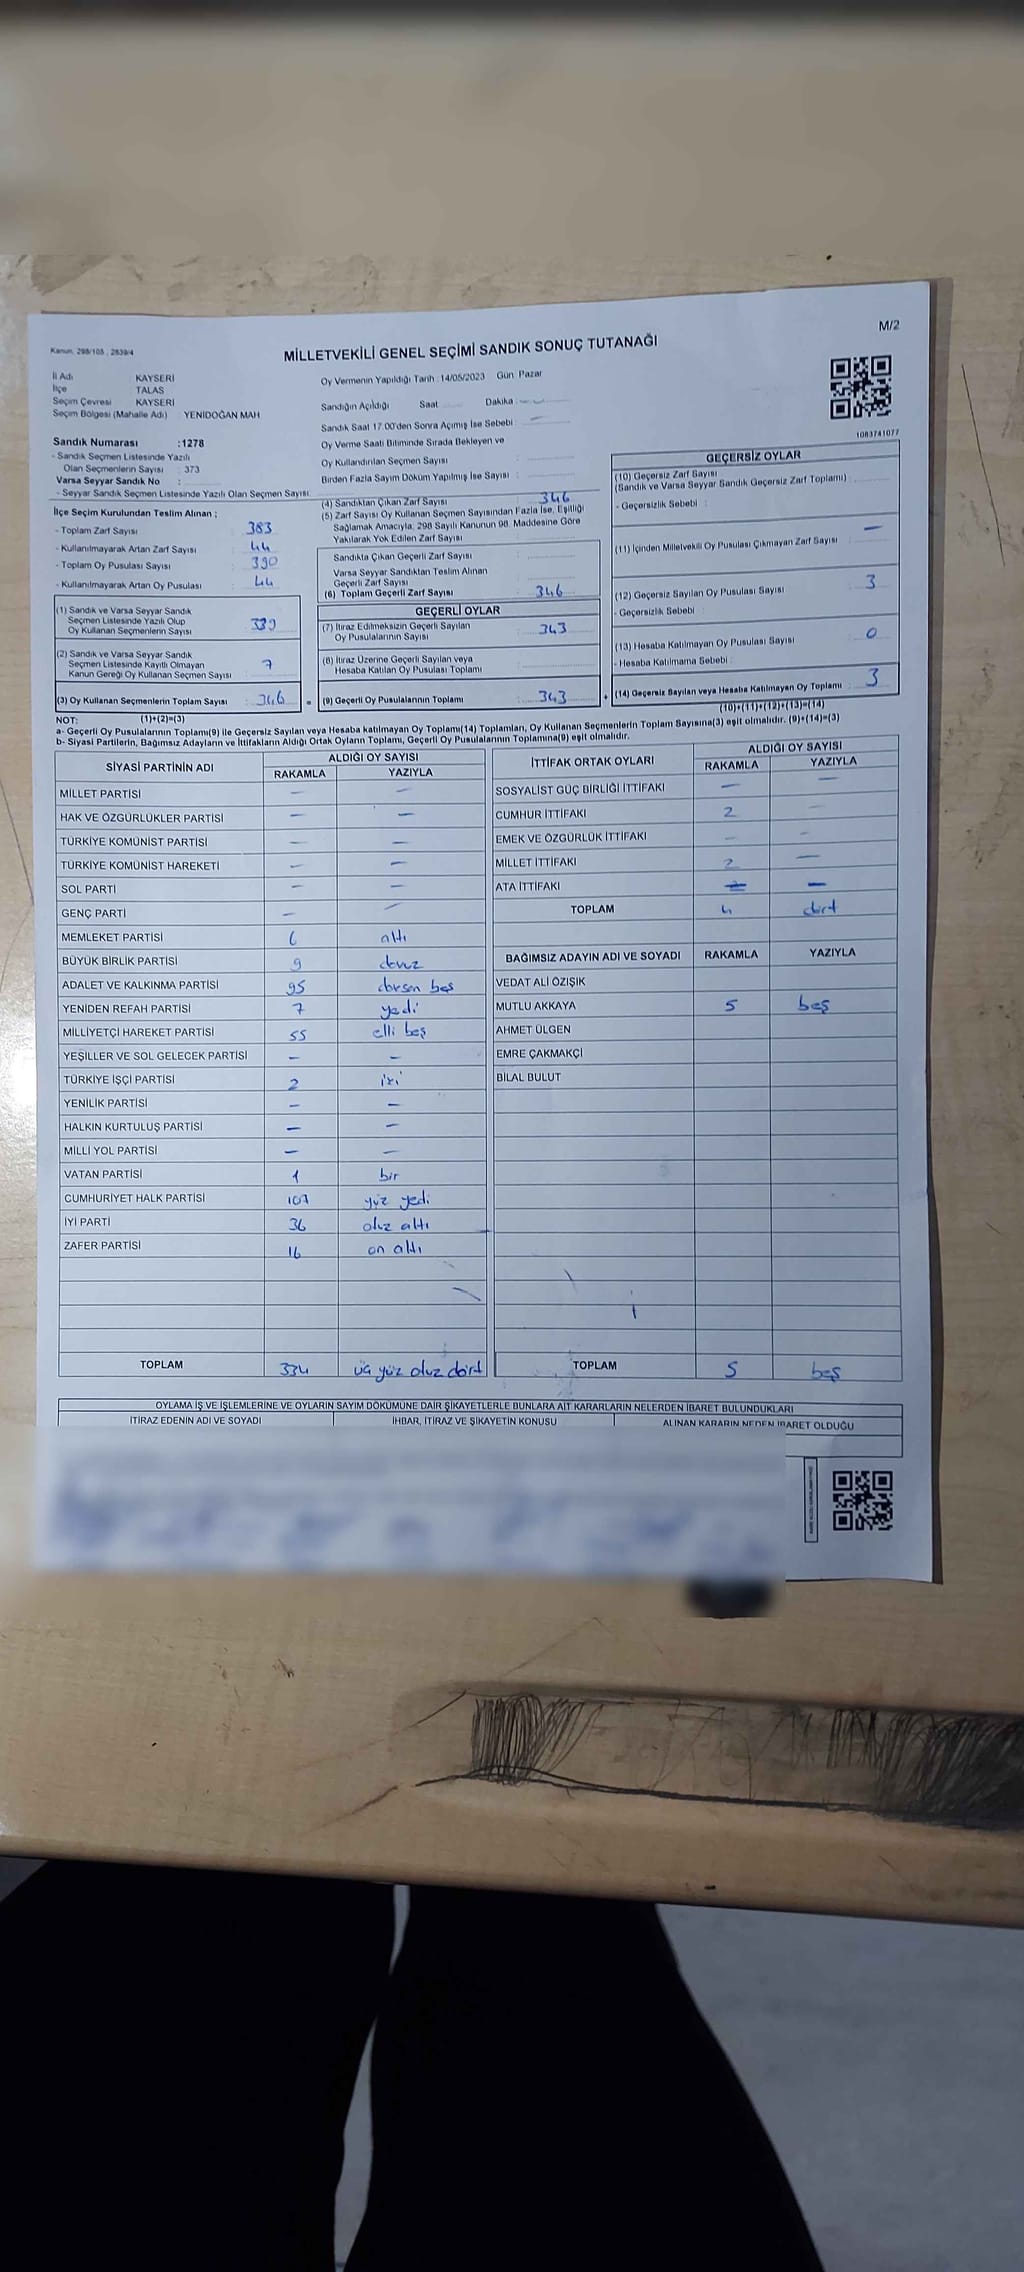 M/2
Kanun, 298/105 , 2839/4
MİLLETVEKİLİ GENEL SEÇİMİ SANDIK SONUÇ TUTANAĞI
İl Adı KAYSERİ
İlçe TALAS
Seçim Çevresi KAYSERİ
Seçim Bölgesi (Mahalle Adı) YENİDOĞAN MAH
Sandık Numarası :1278
- Sandık Seçmen Listesinde Yazılı
Olan Seçmenlerin Sayısı : 373
Varsa Seyyar Sandık No :
- Seyyar Sandık Seçmen Listesinde Yazılı Olan Seçmen Sayısı
İlçe Seçim Kurulundan Teslim Alınan ;
- Toplam Zarf Sayısı 383
- Kullanılmayarak Artan Zarf Sayısı 44
- Toplam Oy Pusulası Sayısı 390
- Kullanılmayarak Artan Oy Pusulası 44
(1) Sandık ve Varsa Seyyar Sandık
Seçmen Listesinde Yazılı Olup
Oy Kullanan Seçmenlerin Sayısı 339
(2) Sandık ve Varsa Seyyar Sandık
Seçmen Listesinde Kayıtlı Olmayan
Kanun Gereği Oy Kullanan Seçmen Sayısı : 7
(3) Oy Kullanan Seçmenlerin Toplam Sayısı : 346 =
Oy Vermenin Yapıldığı Tarih : 14/05/2023 Gün: Pazar
Sandığın Açıldığı Saat Dakika :
Sandık Saat 17.00'den Sonra Açımış İse Sebebi : —
Oy Verme Saati Bitiminde Sırada Bekleyen ve
Oy Kullandırılan Seçmen Sayısı
Birden Fazla Sayım Döküm Yapılmış İse Sayısı :
(4) Sandıktan Çıkan Zarf Sayısı 346
(5) Zarf Sayısı Oy Kullanan Seçmen Sayısından Fazla İse, Eşitliği
Sağlamak Amacıyla, 298 Sayılı Kanunun 98. Maddesine Göre
Yakılarak Yok Edilen Zarf Sayısı
Sandıkta Çıkan Geçerli Zarf Sayısı
Varsa Seyyar Sandıktan Teslim Alınan
Geçerli Zarf Sayısı
(6) Toplam Geçerli Zarf Sayısı : 346
GEÇERLİ OYLAR
(7) İtiraz Edilmeksizin Geçerli Sayılan
Oy Pusulalarının Sayısı : 343
(8) İtiraz Üzerine Geçerli Sayılan veya
Hesaba Katılan Oy Pusulası Toplamı
(9) Geçerli Oy Pusulalarının Toplamı : 343 +
1083741077
GEÇERSİZ OYLAR
(10) Geçersiz Zarf Sayısı
(Sandık ve Varsa Seyyar Sandık Geçersiz Zarf Toplamı) :
- Geçersizlik Sebebi :
(11) İçinden Milletvekili Oy Pusulası Çıkmayan Zarf Sayısı —
(12) Geçersiz Sayılan Oy Pusulası Sayısı : 3
- Geçersizlik Sebebi :
(13) Hesaba Katılmayan Oy Pusulası Sayısı : 0
- Hesaba Katılmama Sebebi :
(14) Geçersiz Sayılan veya Hesaba Katılmayan Oy Toplamı : 3
(10)+(11)+(12)+(13)=(14)
NOT: (1)+(2)=(3)
a- Geçerli Oy Pusulalarının Toplamı(9) ile Geçersiz Sayılan veya Hesaba katılmayan Oy Toplamı(14) Toplamları, Oy Kullanan Seçmenlerin Toplam Sayısına(3) eşit olmalıdır. (9)+(14)=(3)
b- Siyasi Partilerin, Bağımsız Adayların ve İttifakların Aldığı Ortak Oyların Toplamı, Geçerli Oy Pusulalarının Toplamına(9) eşit olmalıdır.
SİYASİ PARTİNİN ADI ALDIĞI OY SAYISI
RAKAMLA YAZIYLA
MİLLET PARTİSİ — —
HAK VE ÖZGÜRLÜKLER PARTİSİ — —
TÜRKİYE KOMÜNİST PARTİSİ — —
TÜRKİYE KOMÜNİST HAREKETİ — —
SOL PARTİ — —
GENÇ PARTİ — —
MEMLEKET PARTİSİ 6 altı
BÜYÜK BİRLİK PARTİSİ 9 dokuz
ADALET VE KALKINMA PARTİSİ 95 dorsen beş
YENİDEN REFAH PARTİSİ 7 yedi
MİLLİYETÇİ HAREKET PARTİSİ 55 elli beş
YEŞİLLER VE SOL GELECEK PARTİSİ — —
TÜRKİYE İŞÇİ PARTİSİ 2 iki
YENİLİK PARTİSİ — —
HALKIN KURTULUŞ PARTİSİ — —
MİLLİ YOL PARTİSİ — —
VATAN PARTİSİ 1 bir
CUMHURİYET HALK PARTİSİ 107 yüz yedi
İYİ PARTİ 36 otuz altı
ZAFER PARTİSİ 16 on altı
TOPLAM 334 üç yüz otuz dört
İTTİFAK ORTAK OYLARI ALDIĞI OY SAYISI
RAKAMLA YAZIYLA
SOSYALİST GÜÇ BİRLİĞİ İTTİFAKI — —
CUMHUR İTTİFAKI 2 —
EMEK VE ÖZGÜRLÜK İTTİFAKI — —
MİLLET İTTİFAKI 2 —
ATA İTTİFAKI — —
TOPLAM 4 dört
BAĞIMSIZ ADAYIN ADI VE SOYADI RAKAMLA YAZIYLA
VEDAT ALİ ÖZIŞIK
MUTLU AKKAYA 5 beş
AHMET ÜLGEN
EMRE ÇAKMAKÇI
BİLAL BULUT
TOPLAM 5 beş
OYLAMA İŞ VE İŞLEMLERİNE VE OYLARIN SAYIM DÖKÜMÜNE DAİR ŞİKAYETLERLE BUNLARA AİT KARARLARIN NELERDEN İBARET BULUNDUKLARI
İTİRAZ EDENİN ADI VE SOYADI İHBAR, İTİRAZ VE ŞİKAYETİN KONUSU ALINAN KARARIN NEDEN İBARET OLDUĞU